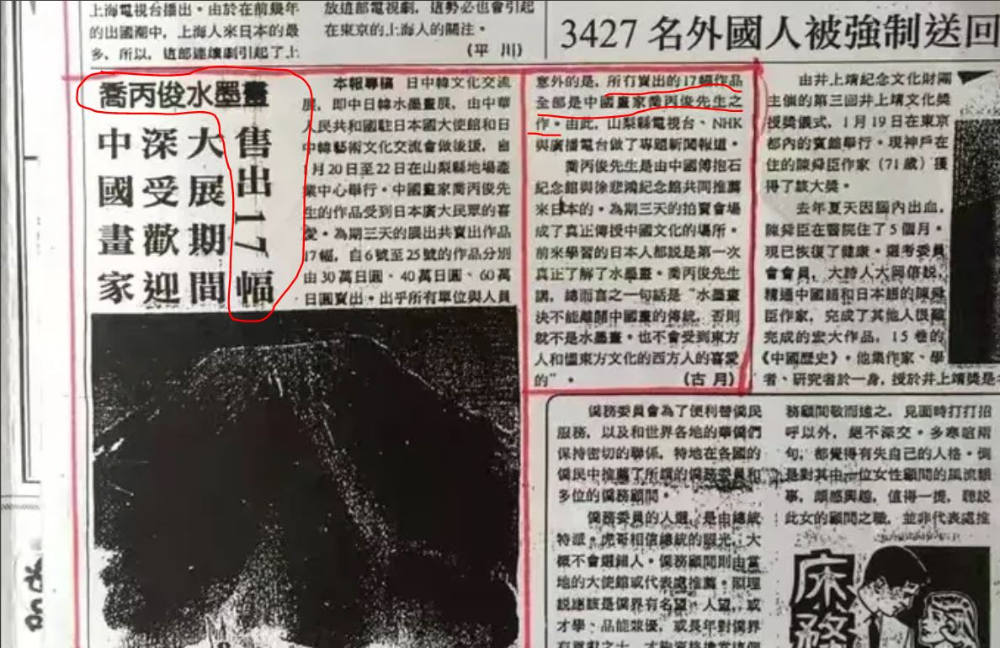 上海電視台播出。由於在前幾年
的出國潮中，上海人來日本的最
多，所以，這部連續劇引起了上
放這部電視劇，這勢必也會引起
在東京的上海人的關注。
（平 川）
3427名外國人被強制送回
喬丙俊水墨畫
售出17幅
大展期間
深受歡迎
中國畫家
本報專稿 日中韓文化交流
展，即中日韓水墨畫展，由中華
人民共和國駐日本國大使館和日
中韓藝術文化交流會做後援，自
1月20日至22日在山梨縣地場產
業中心舉行。中國畫家喬丙俊先
生的作品受到日本廣大民眾的喜
愛。為期三天的展出共賣出作品
17幅，自6號至25號的作品分別
由30萬日圓、40萬日圓、60萬
日圓賣出。出乎所有單位與人員
意外的是，所有賣出的17幅作品
全部是中國畫家喬丙俊先生之
作。由此，山梨縣電視台、NHK
與廣播電台做了專題新聞報道。
喬丙俊先生是由中國傅抱石
紀念館與徐悲鴻紀念館共同推薦
來日本的。為期三天的拍賣會場
成了真正傳授中國文化的場所。
前來學習的日本人都說是第一次
真正了解了水墨畫。喬丙俊先生
講，總而言之一句話是“水墨畫
決不能離開中國畫的傳統，否則
就不是水墨畫。也不會受到東方
人和懂東方文化的西方人的喜愛
的”。
（古 月）
由井上靖紀念文化財團
主催的第三回井上靖文化獎
授獎儀式，1月19日在東京
都內的賓館舉行。現神戶在
住的陳舜臣作家（71歲）獲
得了該大獎。
去年夏天因腦內出血，
陳舜臣在醫院住了5個月。
現已恢復了健康。選考委員
會會員，大詩人大岡信說，
精通中國語和日本語的陳舜
臣作家，完成了其他人很難
完成的宏大作品，15卷的
《中國歷史》。他集作家、學
者、研究者於一身，授於井上靖獎是
僑務委員會為了便利替僑民
服務，以及和世界各地的華僑們
保持密切的聯係，特地在各國的
僑民中推薦了所謂的僑務委員和
多位的僑務顧問。
僑務委員的人選，是由總統
特派。虎哥相信總統的眼光，大
概不會選錯人。僑務顧問則由當
地的大使館或代表處推薦。照理
說應該是僑界有名望、人望，或
才學、品能兼優，或長年對僑界
務顧問敬而遠之，見面時打打招
呼以外，絕不深交。多寒暄兩
句，都覺得有失自己的人格。倒
是對其中一位女性顧問的風流韻
事，頗感興趣，值得一提，聽說
此女的顧問之職，並非代表處推
床務